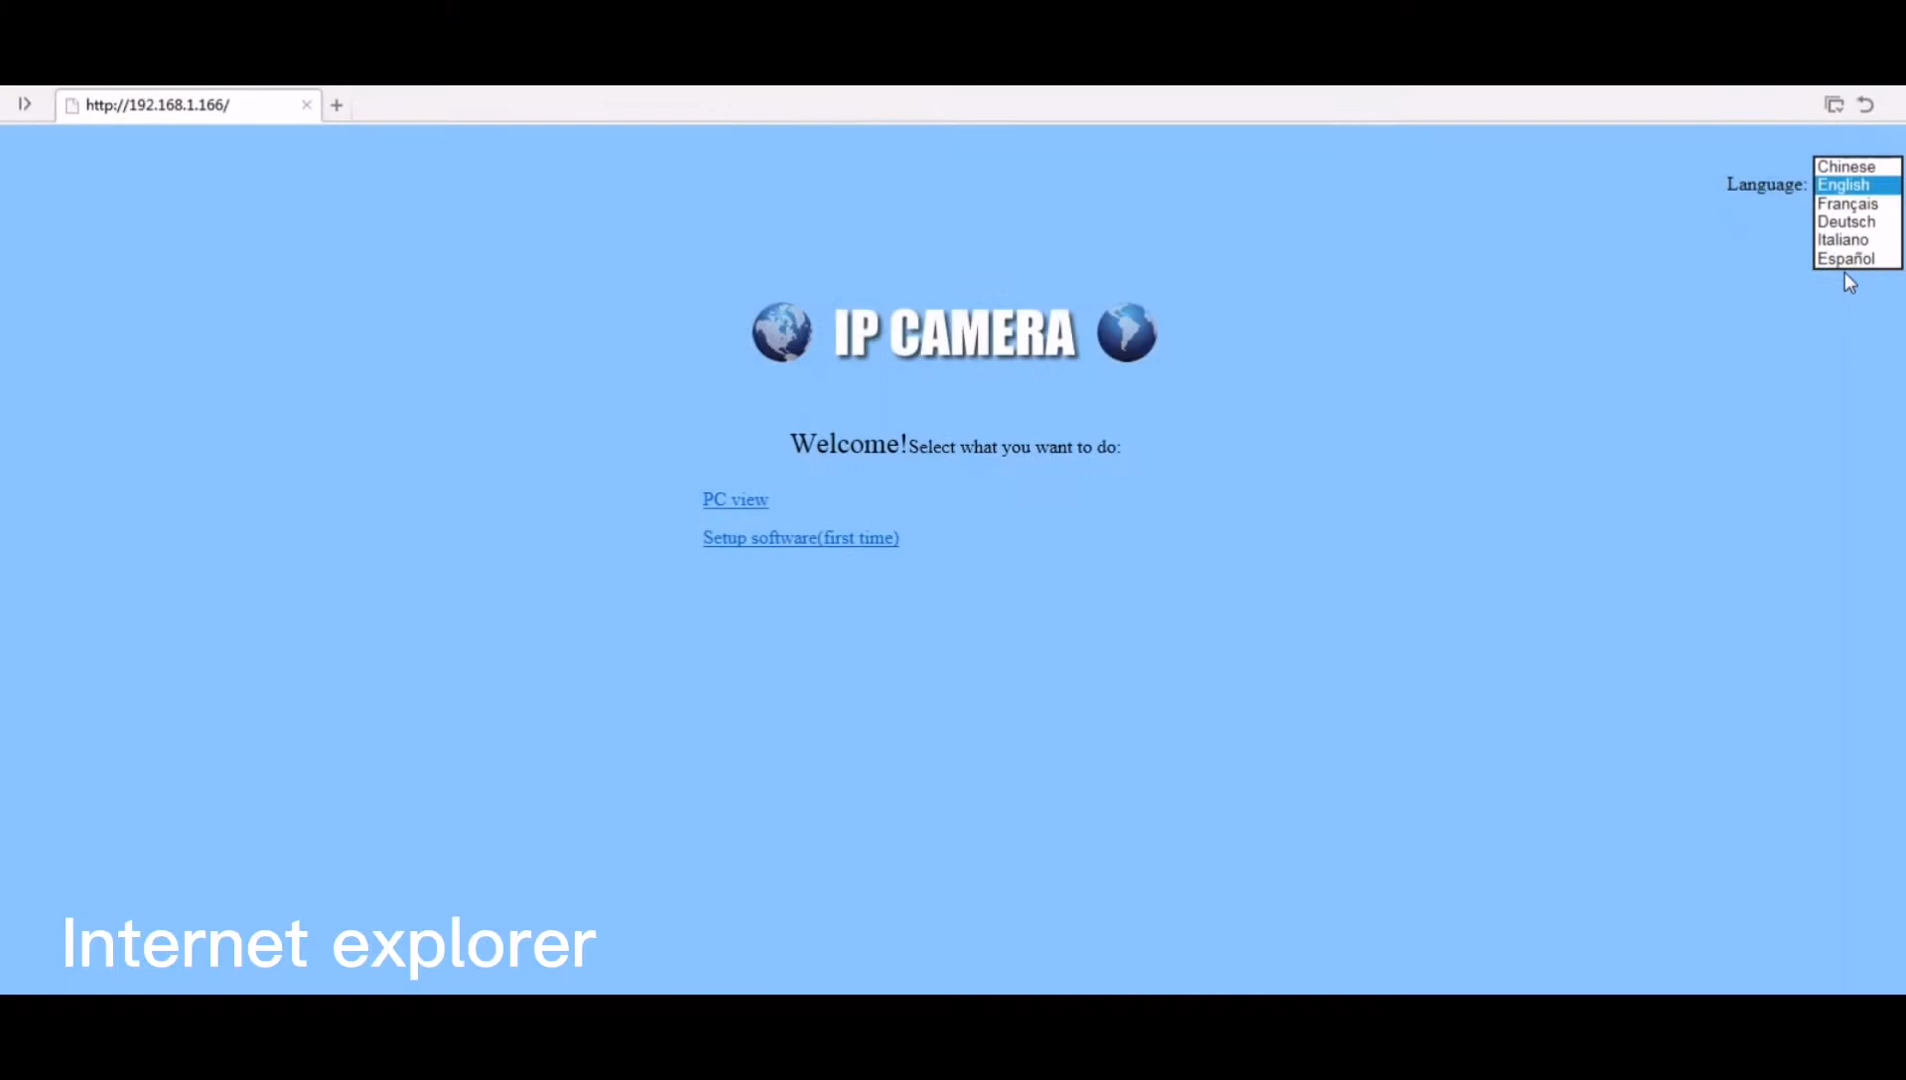 http://192.168.1.166/
Language:
Chinese
English
Français
Deutsch
Italiano
Español
IP CAMERA
Welcome!Select what you want to do:
PC view
Setup software(first time)
Internet explorer